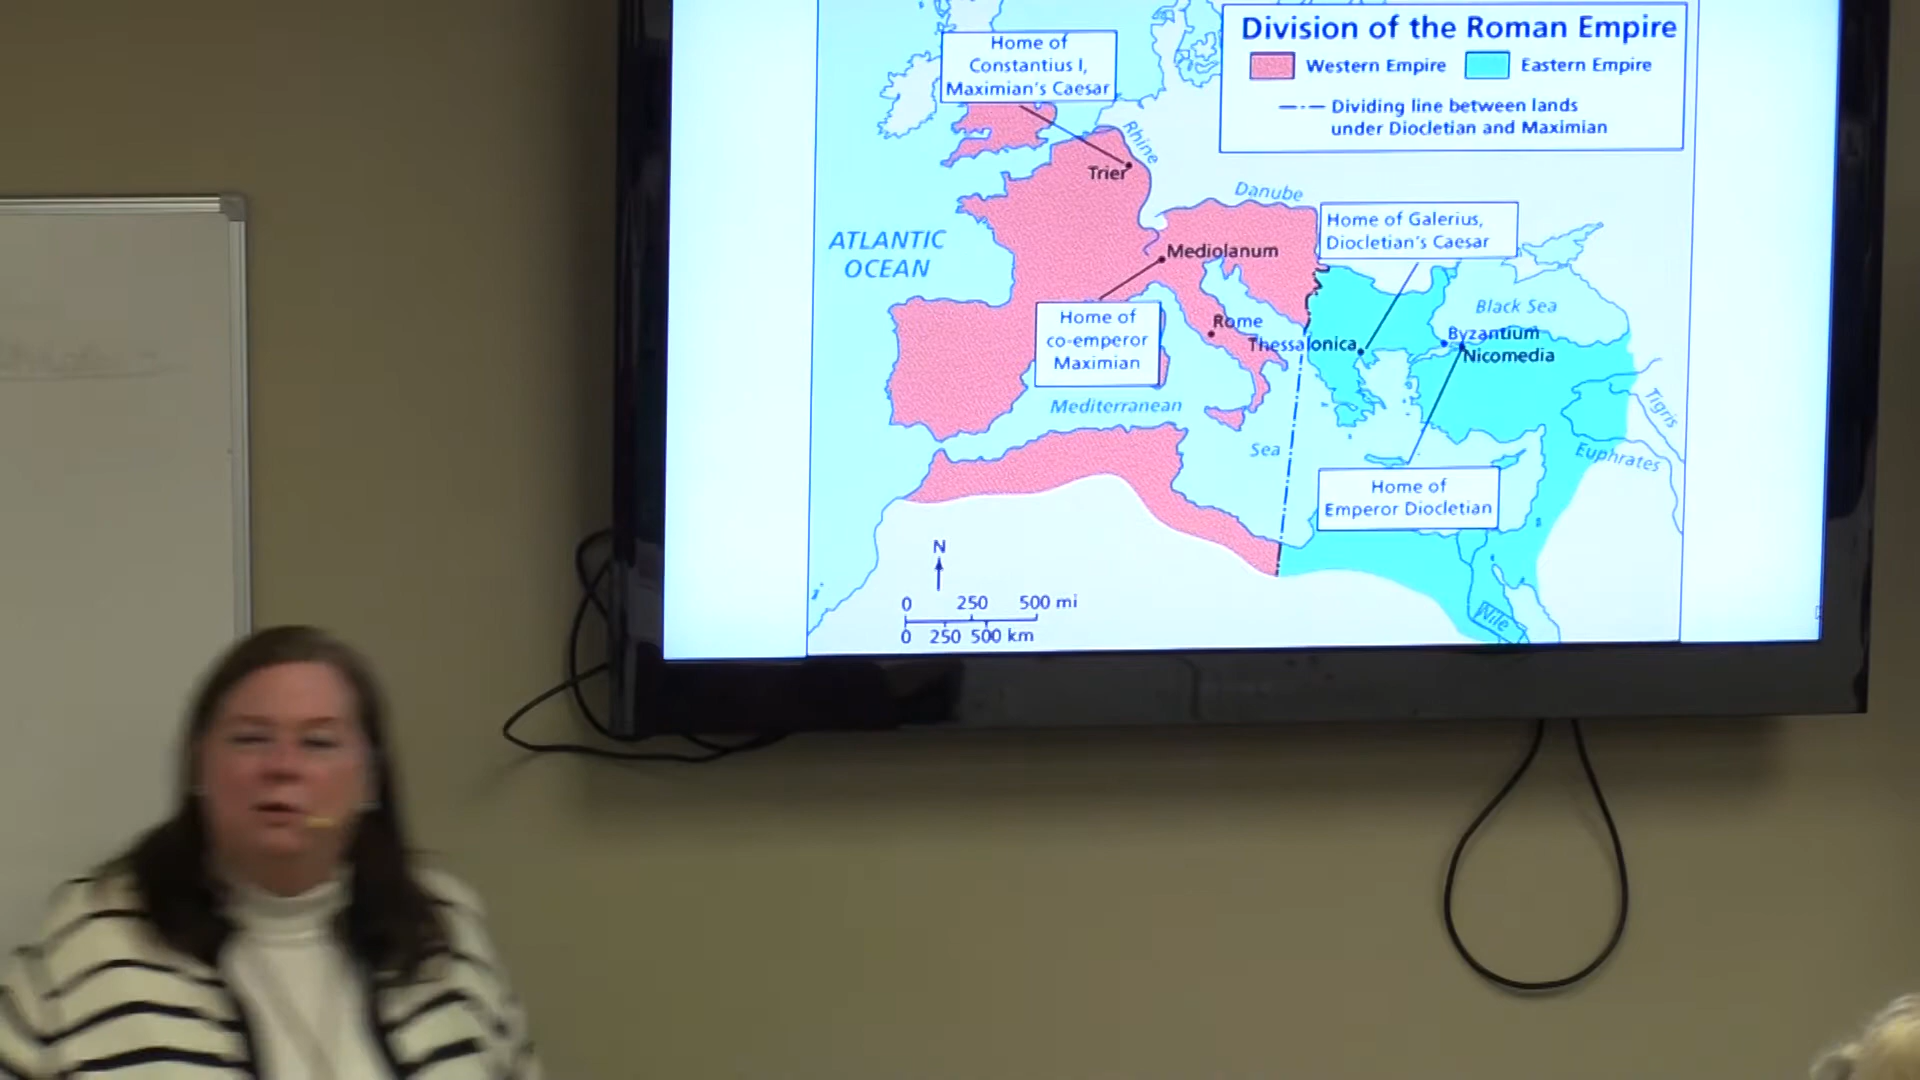 Division of the Roman Empire
Western Empire
Eastern Empire
Dividing line between lands
under Diocletian and Maximian
Home of
Constantius I,
Maximian's Caesar
Rhine
Trier
Danube
Home of Galerius,
Diocletian's Caesar
ATLANTIC
OCEAN
Mediolanum
Black Sea
Home of
co-emperor
Maximian
Rome
Thessalonica
Byzantium
Nicomedia
Mediterranean
Sea
Tigris
Euphrates
Home of
Emperor Diocletian
N
0 250 500 mi
0 250 500 km
Nile